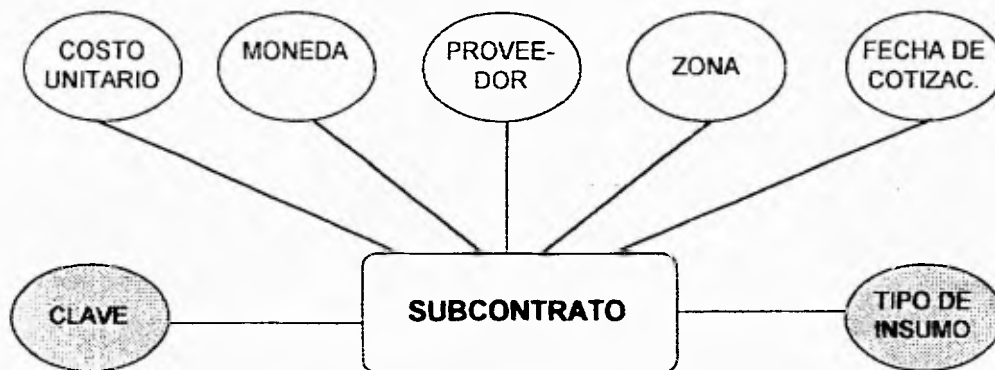 COSTO
UNITARIO
MONEDA
PROVEE-
DOR
ZONA
FECHA DE
COTIZAC.
CLAVE
SUBCONTRATO
TIPO DE
INSUMO